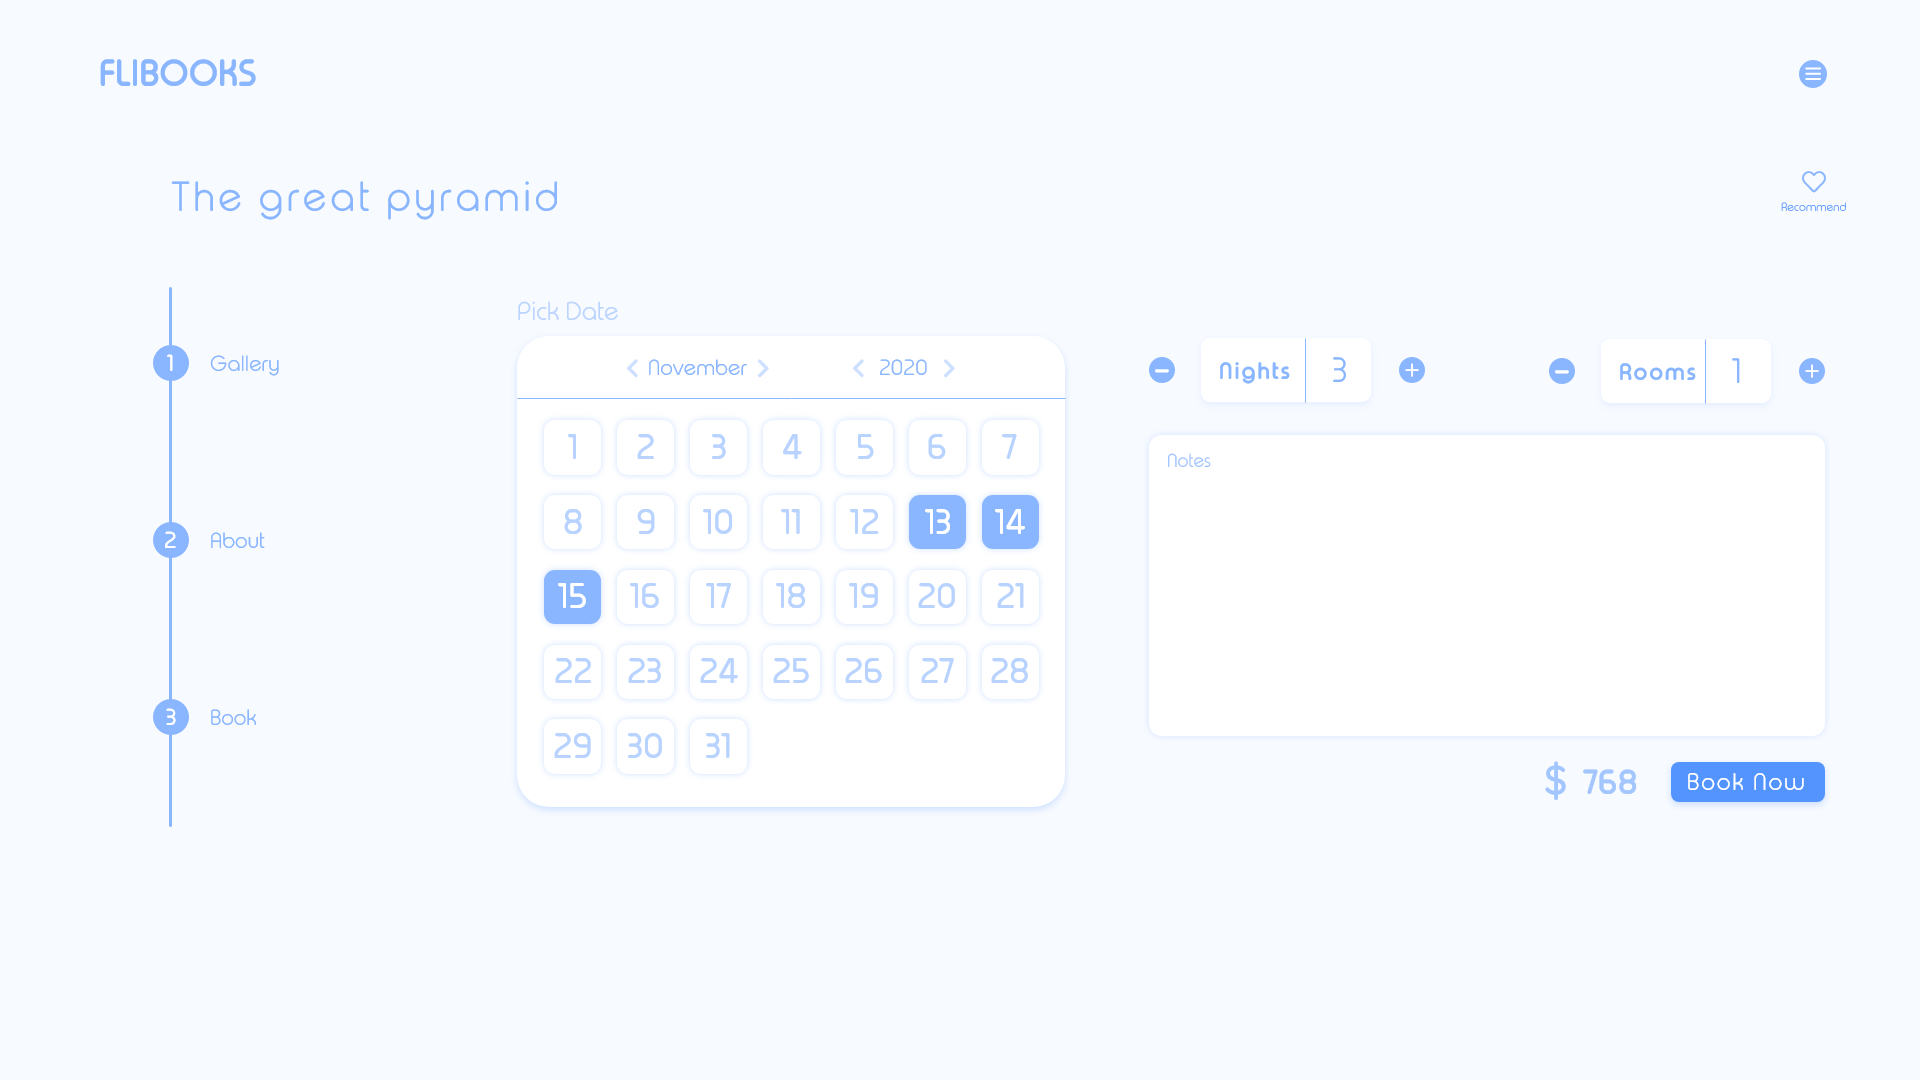 FLIBOOKS
The great pyramid
Recommend
1 Gallery
2 About
3 Book
Pick Date
November 2020
1 2 3 4 5 6 7
8 9 10 11 12 13 14
15 16 17 18 19 20 21
22 23 24 25 26 27 28
29 30 31
Nights 3
Rooms 1
Notes
$ 768
Book Now